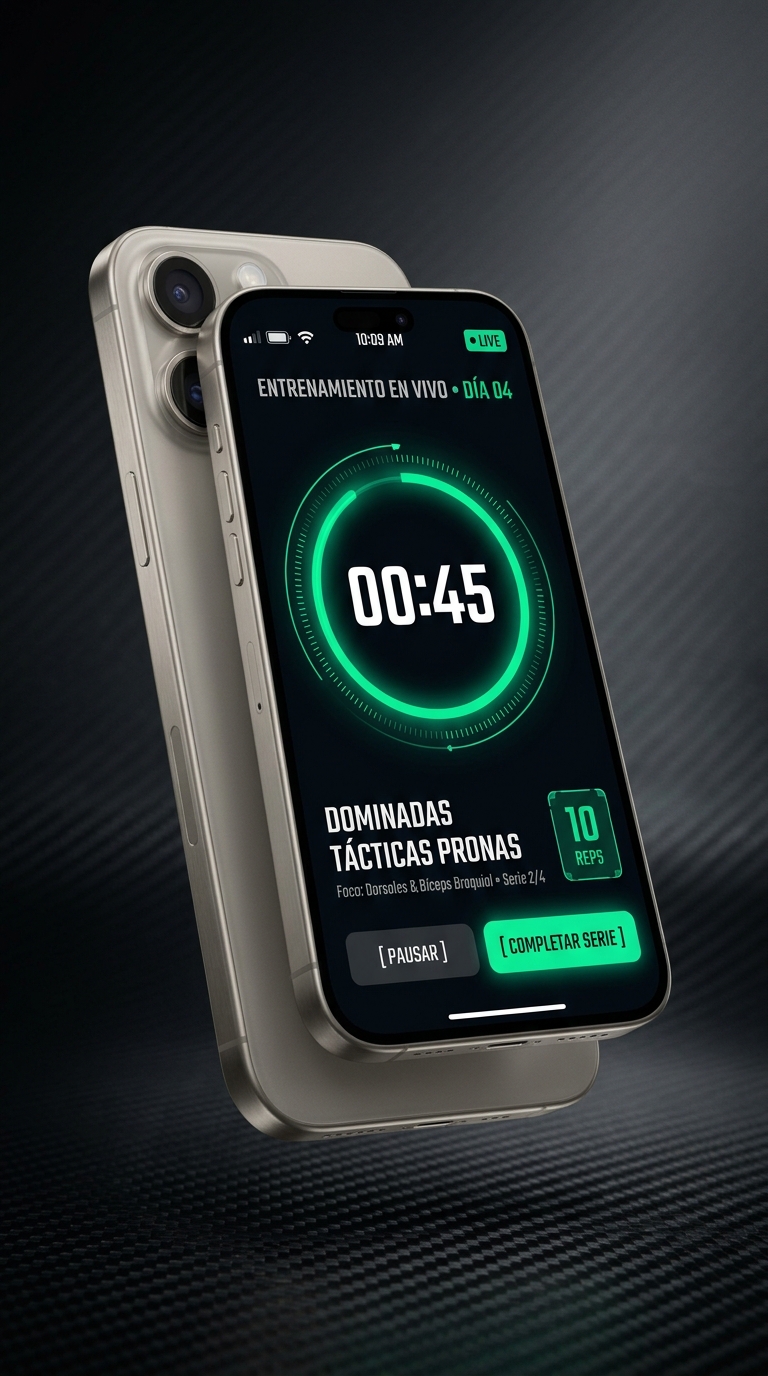 10:09 AM
• LIVE
ENTRENAMIENTO EN VIVO • DÍA 04
00:45
DOMINADAS
TÁCTICAS PRONAS
Foco: Dorsales & Bíceps Braquial • Serie 2/4
10
REPS
[ PAUSAR ]
[ COMPLETAR SERIE ]